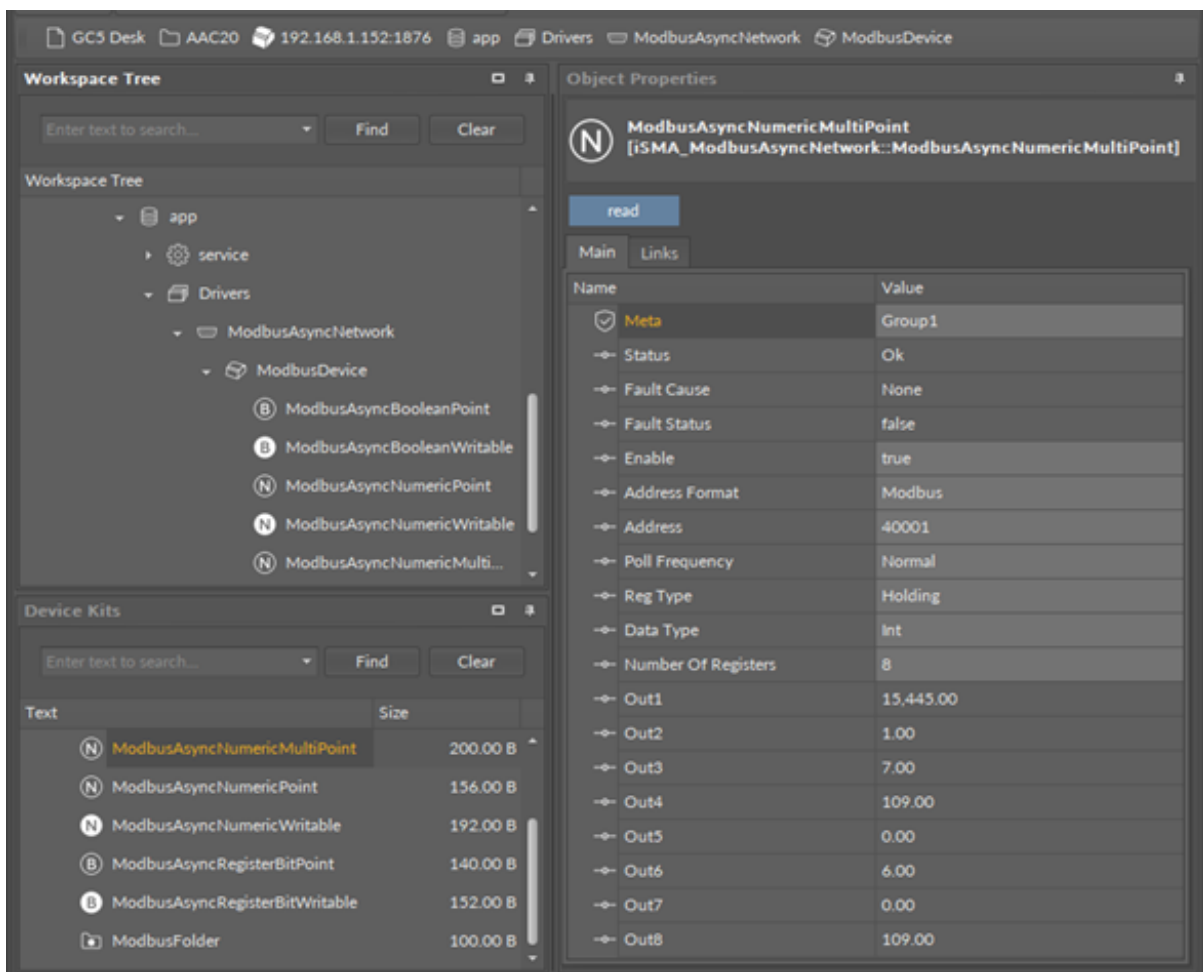 GC5 Desk AAC20 192.168.1.152:1876 app Drivers ModbusAsyncNetwork ModbusDevice
Workspace Tree
Enter text to search... Find Clear
Workspace Tree
app
service
Drivers
ModbusAsyncNetwork
ModbusDevice
B ModbusAsyncBooleanPoint
B ModbusAsyncBooleanWritable
N ModbusAsyncNumericPoint
N ModbusAsyncNumericWritable
N ModbusAsyncNumericMulti...
Device Kits
Enter text to search... Find Clear
Text Size
N ModbusAsyncNumericMultiPoint 200.00 B
N ModbusAsyncNumericPoint 156.00 B
N ModbusAsyncNumericWritable 192.00 B
B ModbusAsyncRegisterBitPoint 140.00 B
B ModbusAsyncRegisterBitWritable 152.00 B
ModbusFolder 100.00 B
Object Properties
N ModbusAsyncNumericMultiPoint
[iSMA_ModbusAsyncNetwork::ModbusAsyncNumericMultiPoint]
read
Main Links
Name Value
Meta Group1
Status Ok
Fault Cause None
Fault Status false
Enable true
Address Format Modbus
Address 40001
Poll Frequency Normal
Reg Type Holding
Data Type Int
Number Of Registers 8
Out1 15,445.00
Out2 1.00
Out3 7.00
Out4 109.00
Out5 0.00
Out6 6.00
Out7 0.00
Out8 109.00